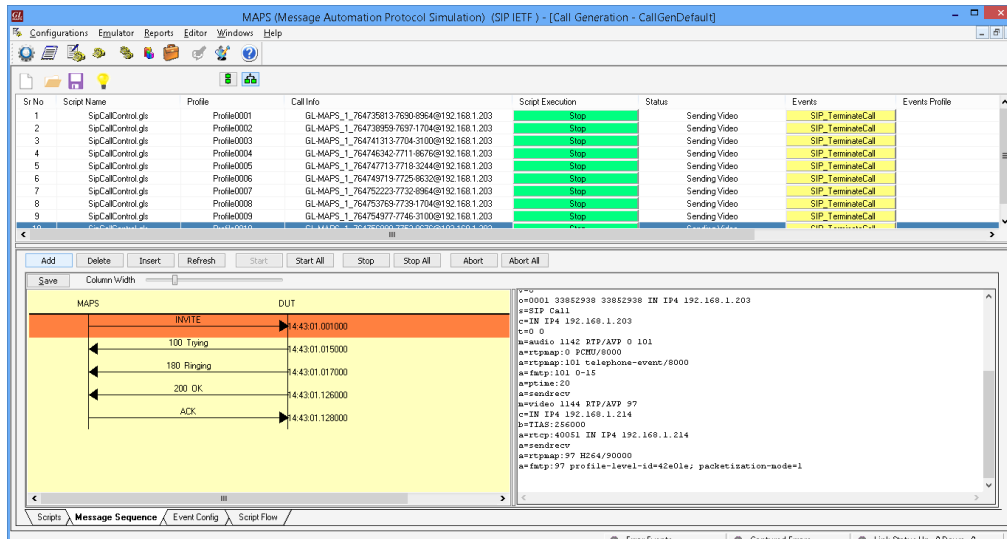 GL
MAPS (Message Automation Protocol Simulation) (SIP IETF ) - [Call Generation - CallGenDefault]
Configurations Emulator Reports Editor Windows Help
Sr No Script Name Profile Call Info Script Execution Status Events Events Profile
1 SipCallControl.gls Profile0001 GL-MAPS_1_764735813-7690-8964@192.168.1.203 Stop Sending Video SIP_TerminateCall
2 SipCallControl.gls Profile0002 GL-MAPS_1_764738959-7697-1704@192.168.1.203 Stop Sending Video SIP_TerminateCall
3 SipCallControl.gls Profile0003 GL-MAPS_1_764741313-7704-3100@192.168.1.203 Stop Sending Video SIP_TerminateCall
4 SipCallControl.gls Profile0004 GL-MAPS_1_764746342-7711-8676@192.168.1.203 Stop Sending Video SIP_TerminateCall
5 SipCallControl.gls Profile0005 GL-MAPS_1_764747713-7718-3244@192.168.1.203 Stop Sending Video SIP_TerminateCall
6 SipCallControl.gls Profile0006 GL-MAPS_1_764749719-7725-8632@192.168.1.203 Stop Sending Video SIP_TerminateCall
7 SipCallControl.gls Profile0007 GL-MAPS_1_764752223-7732-8964@192.168.1.203 Stop Sending Video SIP_TerminateCall
8 SipCallControl.gls Profile0008 GL-MAPS_1_764753769-7739-1704@192.168.1.203 Stop Sending Video SIP_TerminateCall
9 SipCallControl.gls Profile0009 GL-MAPS_1_764754977-7746-3100@192.168.1.203 Stop Sending Video SIP_TerminateCall
Add Delete Insert Refresh Start Start All Stop Stop All Abort Abort All
Save Column Width
MAPS DUT
INVITE
14:43:01.001000
100 Trying
14:43:01.015000
180 Ringing
14:43:01.017000
200 OK
14:43:01.126000
ACK
14:43:01.128000
v=0
o=0001 33852938 33852938 IN IP4 192.168.1.203
s=SIP Call
c=IN IP4 192.168.1.203
t=0 0
m=audio 1142 RTP/AVP 0 101
a=rtpmap:0 PCMU/8000
a=rtpmap:101 telephone-event/8000
a=fmtp:101 0-15
a=ptime:20
a=sendrecv
m=video 1144 RTP/AVP 97
c=IN IP4 192.168.1.214
b=TIAS:256000
a=rtcp:40051 IN IP4 192.168.1.214
a=sendrecv
a=rtpmap:97 H264/90000
a=fmtp:97 profile-level-id=42e01e; packetization-mode=1
Scripts Message Sequence Event Config Script Flow